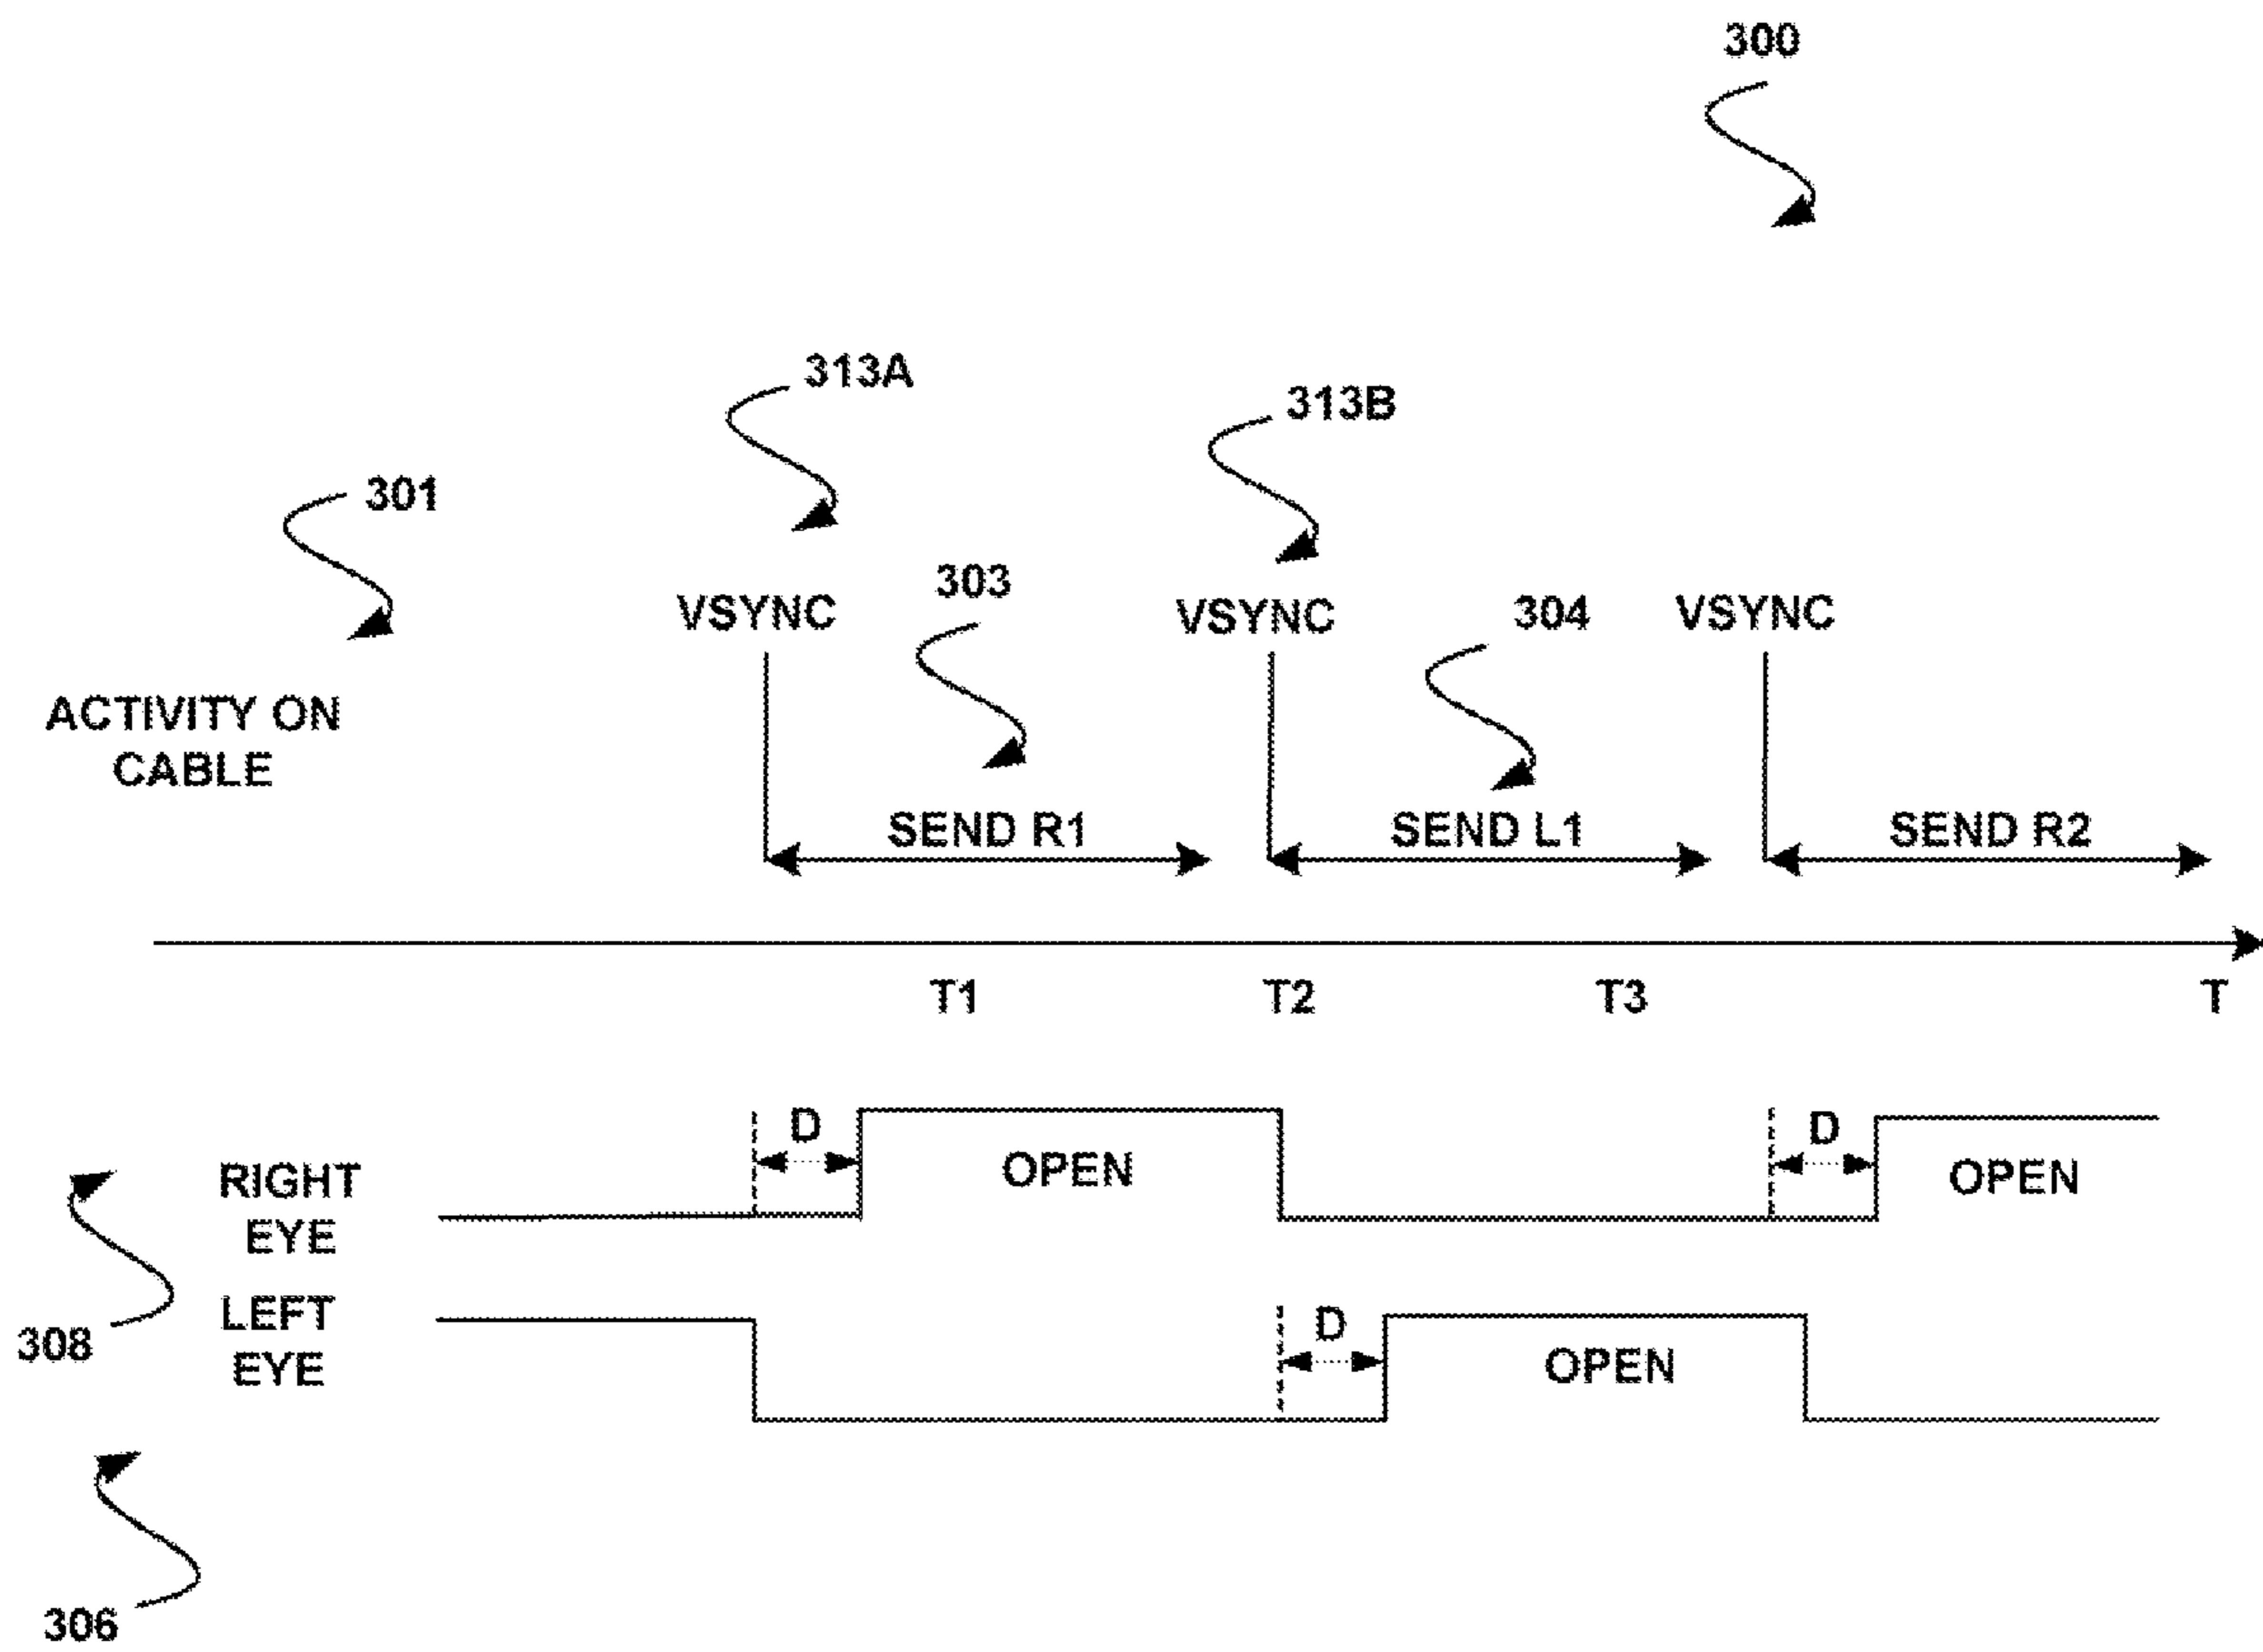 300
313A
313B
301
303
304
VSYNC
VSYNC
VSYNC
ACTIVITY ON
CABLE
SEND R1
SEND L1
SEND R2
T1
T2
T3
T
D
OPEN
D
OPEN
RIGHT
EYE
308
LEFT
EYE
D
OPEN
306